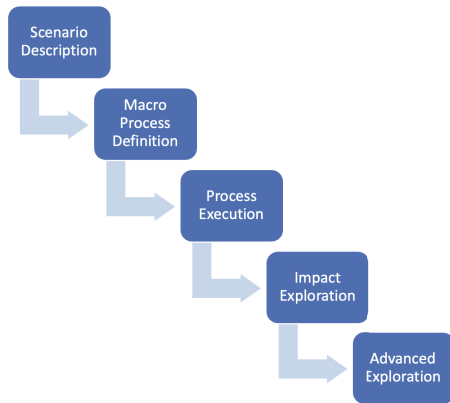 Scenario
Description
Macro
Process
Definition
Process
Execution
Impact
Exploration
Advanced
Exploration